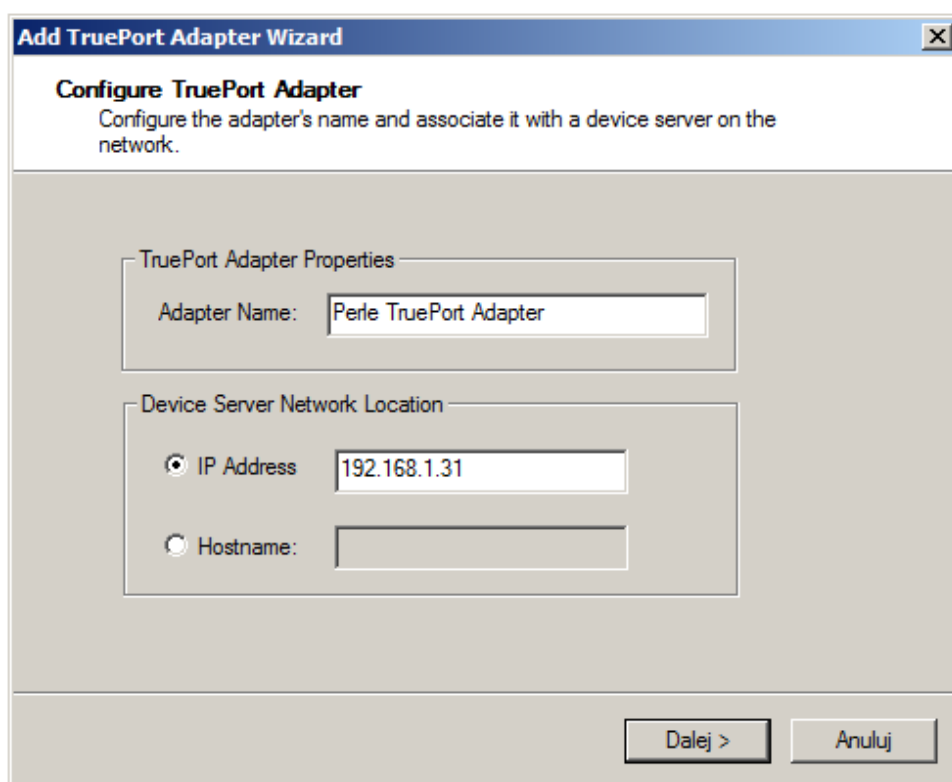 Add TruePort Adapter Wizard
Configure TruePort Adapter
Configure the adapter's name and associate it with a device server on the
network.
TruePort Adapter Properties
Adapter Name: Perle TruePort Adapter
Device Server Network Location
IP Address 192.168.1.31
Hostname:
Dalej > Anuluj